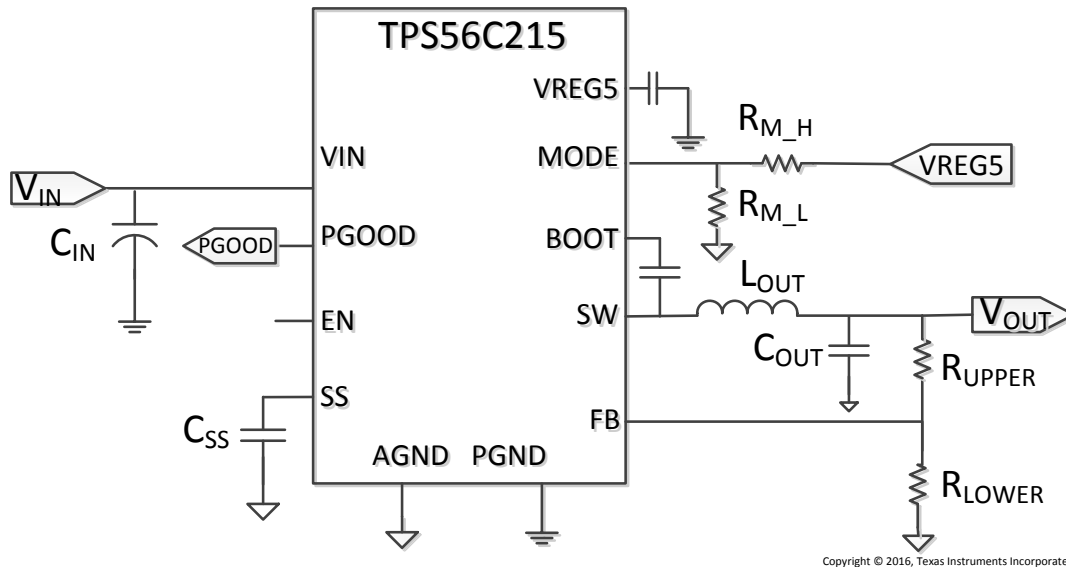 TPS56C215
VREG5
R_M_H
VIN
MODE
VREG5
V_IN
R_M_L
C_IN
PGOOD
PGOOD
BOOT
L_OUT
EN
SW
V_OUT
C_OUT
R_UPPER
SS
C_SS
FB
AGND
PGND
R_LOWER
Copyright © 2016, Texas Instruments Incorporate